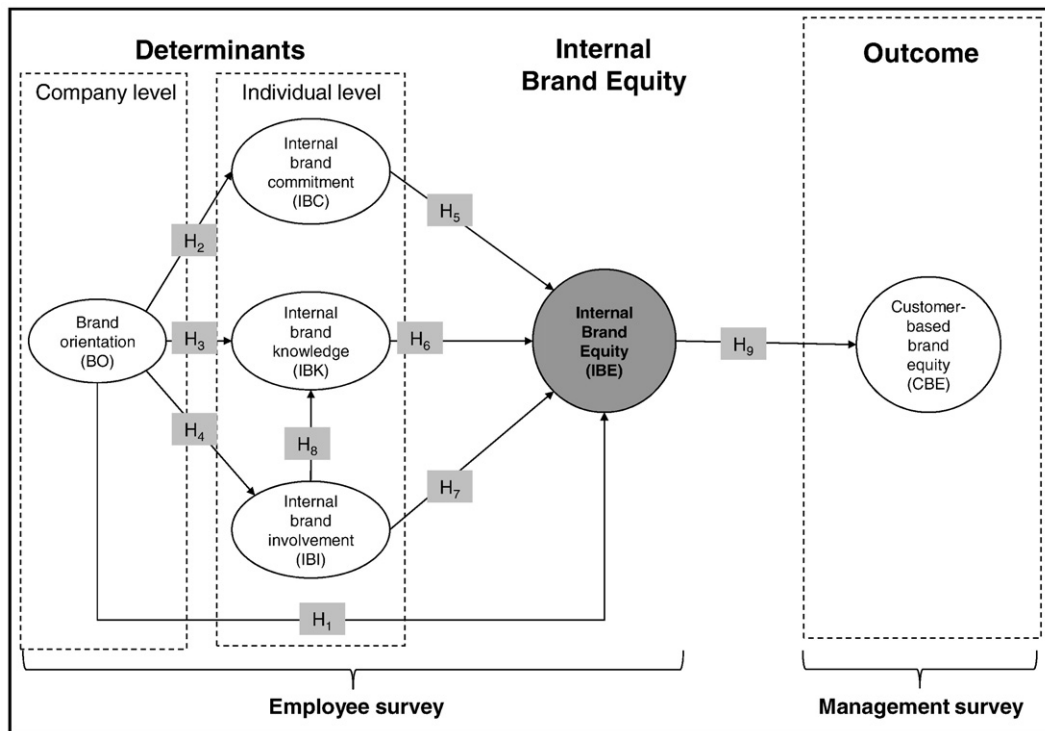 Determinants
Internal
Brand Equity
Outcome
Company level
Individual level
Internal
brand
commitment
(IBC)
H5
H2
Brand
orientation
(BO)
H3
Internal
brand
knowledge
(IBK)
H6
Internal
Brand
Equity
(IBE)
H9
Customer-
based brand
equity
(CBE)
H4
H8
H7
Internal
brand
involvement
(IBI)
H1
Employee survey
Management survey